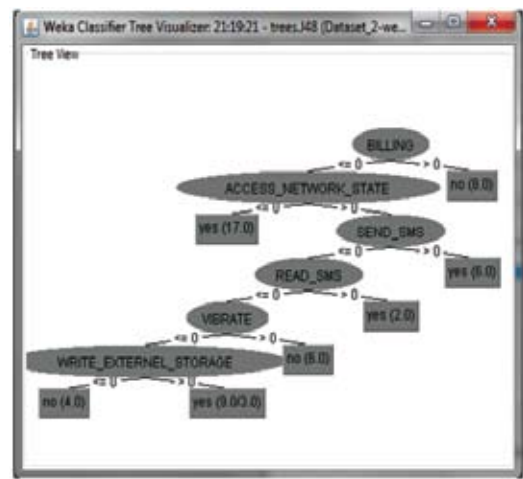 Weka Classifier Tree Visualizer: 21:19:21 - trees.J48 (Dataset_2-we...
Tree View
BILLING
<= 0 > 0
ACCESS_NETWORK_STATE no (8.0)
<= 0 > 0
yes (17.0) SEND_SMS
<= 0 > 0
READ_SMS yes (6.0)
<= 0 > 0
VIBRATE yes (2.0)
<= 0 > 0
WRITE_EXTERNEL_STORAGE no (6.0)
<= 0 > 0
no (4.0) yes (9.0/3.0)